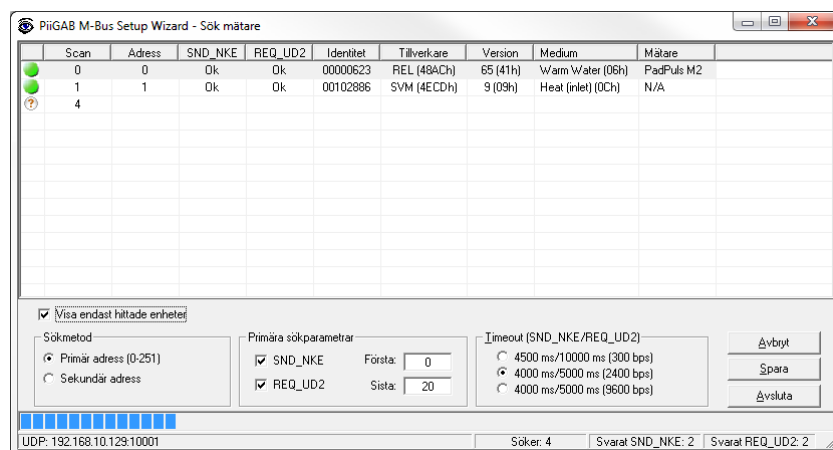 PiiGAB M-Bus Setup Wizard - Sök mätare
Scan Adress SND_NKE REQ_UD2 Identitet Tillverkare Version Medium Mätare
0 0 Ok Ok 00000623 REL (48ACh) 65 (41h) Warm Water (06h) PadPuls M2
1 1 Ok Ok 00102886 SVM (4ECDh) 9 (09h) Heat (inlet) (0Ch) N/A
? 4
Visa endast hittade enheter
Sökmetod
Primär adress (0-251)
Sekundär adress
Primära sökparametrar
SND_NKE Första: 0
REQ_UD2 Sista: 20
Timeout (SND_NKE/REQ_UD2)
4500 ms/10000 ms (300 bps)
4000 ms/5000 ms (2400 bps)
4000 ms/5000 ms (9600 bps)
Avbryt
Spara
Avsluta
UDP: 192.168.10.129:10001 Söker: 4 Svarat SND_NKE: 2 Svarat REQ_UD2: 2